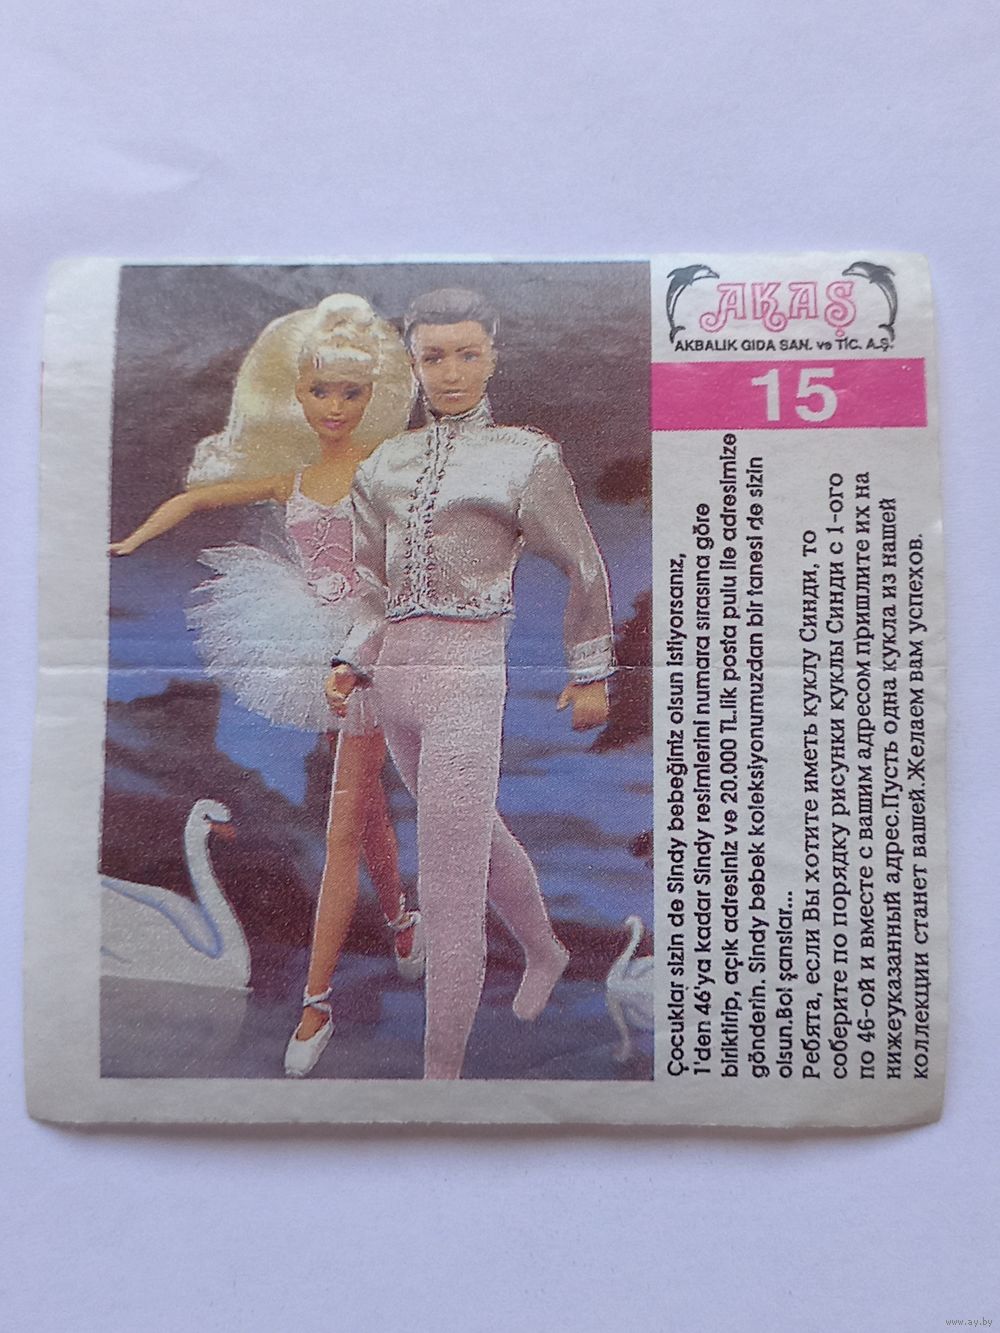 AKAŞ
AKBALIK GIDA SAN. ve TİC. A.Ş.
15
Çocuklar sizin de Sindy bebeğiniz olsun istiyorsanız,
1'den 46'ya kadar Sindy resimlerini numara sırasına göre
biriktirip, açık adresiniz ve 20.000 TL.lik posta pulu ile adresimize
gönderin. Sindy bebek koleksiyonumuzdan bir tanesi de sizin
olsun.Bol şanslar...
Ребята, если Вы хотите иметь куклу Синди, то
соберите по порядку рисунки куклы Синди с 1-ого
по 46-ой и вместе с вашим адресом пришлите их на
нижеуказанный адрес.Пусть одна кукла из нашей
коллекции станет вашей.Желаем вам успехов.
www.ay.by